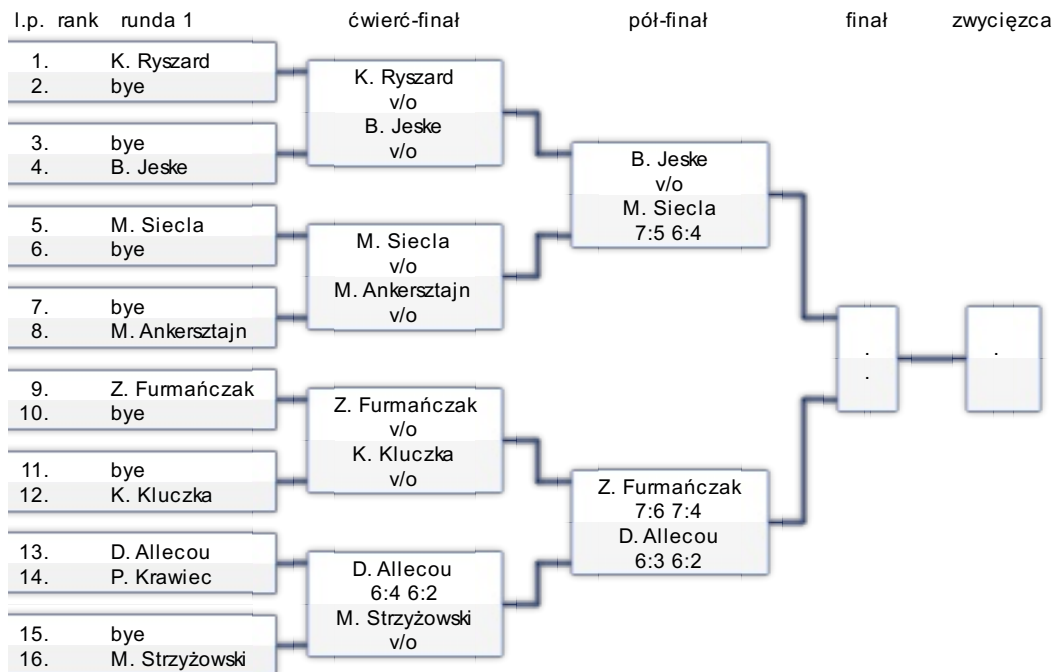 l.p. rank runda 1 ćwierć-finał pół-finał finał zwycięzca
1. K. Ryszard
2. bye
3. bye
4. B. Jeske
5. M. Siecla
6. bye
7. bye
8. M. Ankersztajn
9. Z. Furmańczak
10. bye
11. bye
12. K. Kluczka
13. D. Allecou
14. P. Krawiec
15. bye
16. M. Strzyżowski
K. Ryszard
v/o
B. Jeske
v/o
M. Siecla
v/o
M. Ankersztajn
v/o
Z. Furmańczak
v/o
K. Kluczka
v/o
D. Allecou
6:4 6:2
M. Strzyżowski
v/o
B. Jeske
v/o
M. Siecla
7:5 6:4
Z. Furmańczak
7:6 7:4
D. Allecou
6:3 6:2
.
.
.